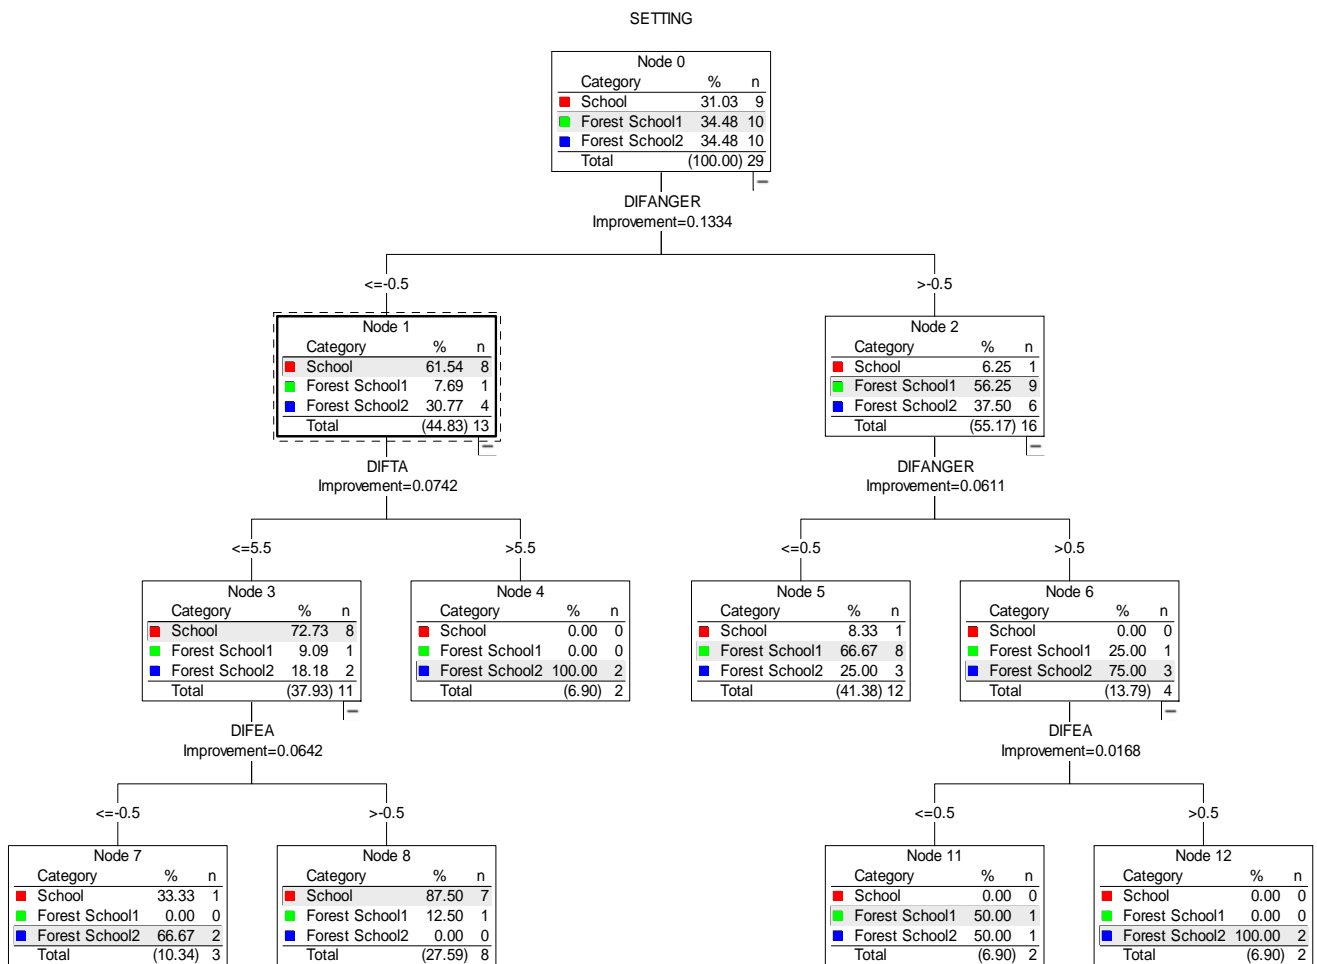 SETTING
Node 0
Category % n
School 31.03 9
Forest School1 34.48 10
Forest School2 34.48 10
Total (100.00) 29
DIFANGER
Improvement=0.1334
<=-0.5
>-0.5
Node 1
Category % n
School 61.54 8
Forest School1 7.69 1
Forest School2 30.77 4
Total (44.83) 13
Node 2
Category % n
School 6.25 1
Forest School1 56.25 9
Forest School2 37.50 6
Total (55.17) 16
DIFTA
Improvement=0.0742
DIFANGER
Improvement=0.0611
<=5.5
>5.5
<=0.5
>0.5
Node 3
Category % n
School 72.73 8
Forest School1 9.09 1
Forest School2 18.18 2
Total (37.93) 11
Node 4
Category % n
School 0.00 0
Forest School1 0.00 0
Forest School2 100.00 2
Total (6.90) 2
Node 5
Category % n
School 8.33 1
Forest School1 66.67 8
Forest School2 25.00 3
Total (41.38) 12
Node 6
Category % n
School 0.00 0
Forest School1 25.00 1
Forest School2 75.00 3
Total (13.79) 4
DIFEA
Improvement=0.0642
DIFEA
Improvement=0.0168
<=-0.5
>-0.5
<=0.5
>0.5
Node 7
Category % n
School 33.33 1
Forest School1 0.00 0
Forest School2 66.67 2
Total (10.34) 3
Node 8
Category % n
School 87.50 7
Forest School1 12.50 1
Forest School2 0.00 0
Total (27.59) 8
Node 11
Category % n
School 0.00 0
Forest School1 50.00 1
Forest School2 50.00 1
Total (6.90) 2
Node 12
Category % n
School 0.00 0
Forest School1 0.00 0
Forest School2 100.00 2
Total (6.90) 2